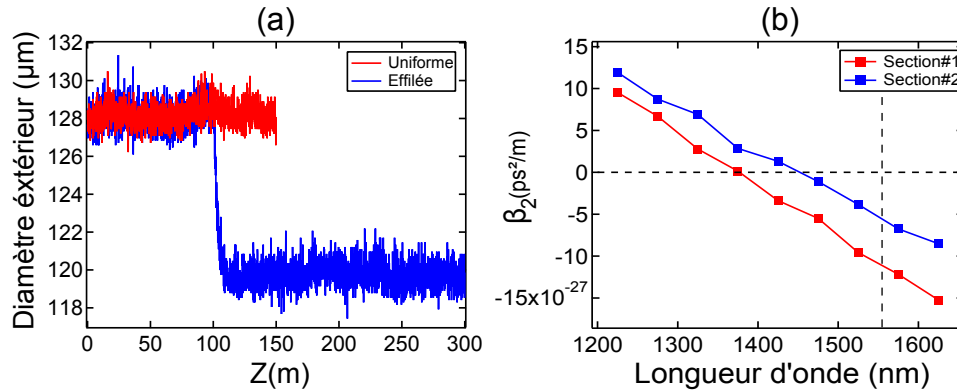 (a)
132
130
128
126
124
122
120
118
Diamètre éxtérieur (µm)
Uniforme
Effilée
0
50
100
150
200
250
300
Z(m)
(b)
15
10
5
0
-5
-10
-15x10⁻²⁷
β₂(ps²/m)
Section#1
Section#2
1200
1300
1400
1500
1600
Longueur d'onde (nm)